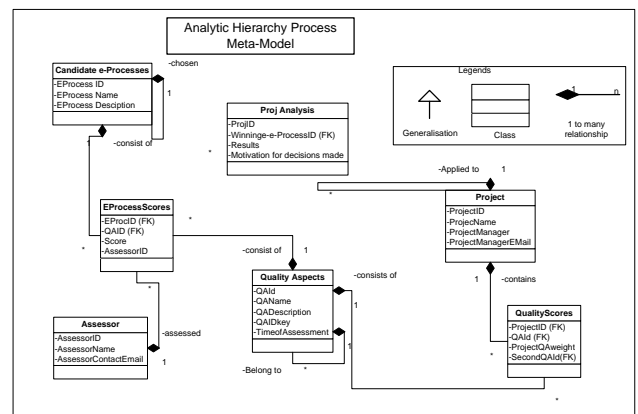 Analytic Hierarchy Process
Meta-Model
Candidate e-Processes
-EProcess ID
-EProcess Name
-EProcess Desciption
-chosen
1
1
-consist of
*
*
Proj Analysis
-ProjID
-Winninge-e-ProcessID (FK)
-Results
-Motivation for decisions made
Legends
Generalisation
Class
1
n
1 to many
relationship
-Applied to
1
*
Project
-ProjectID
-ProjecName
-ProjectManager
-ProjectManagerEMail
EProcessScores
-EProcID (FK)
-QAID (FK)
-Score
-AssessorID
*
*
-consist of
1
-consists of
1
-contains
Quality Aspects
-QAId
-QAName
-QADescription
-QAIDkey
-TimeofAssessment
1
1
-Belong to
*
QualityScores
-ProjectID (FK)
-QAId (FK)
-ProjectQAweight
-SecondQAId(FK)
*
*
Assessor
-AssessorID
-AssessorName
-AssessorContactEmail
-assessed
1